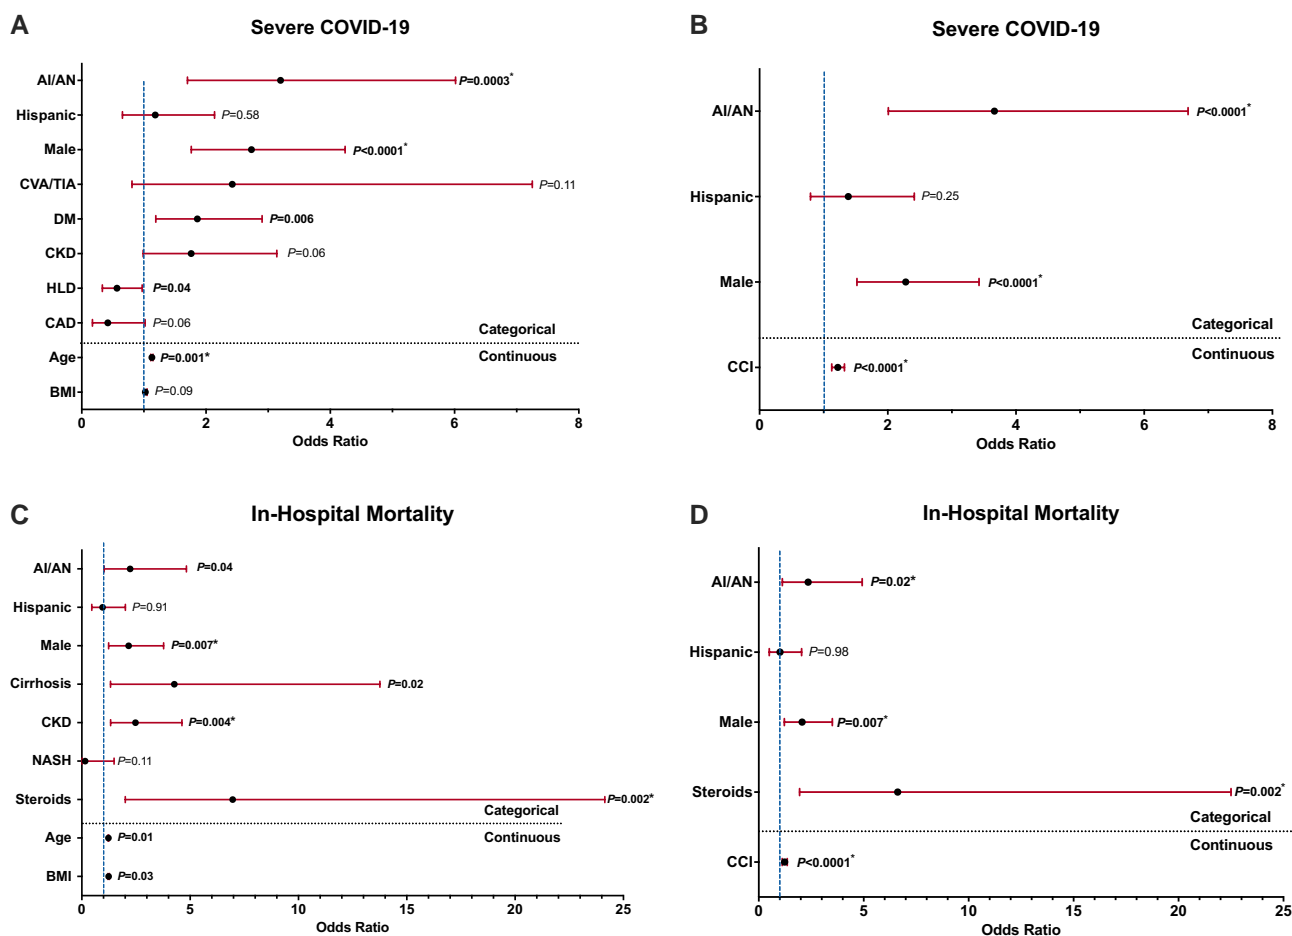 A
Severe COVID-19
AI/AN P=0.0003*
Hispanic P=0.58
Male P<0.0001*
CVA/TIA P=0.11
DM P=0.006
CKD P=0.06
HLD P=0.04
CAD P=0.06
Categorical
Continuous
Age P=0.001*
BMI P=0.09
0 2 4 6 8
Odds Ratio
B
Severe COVID-19
AI/AN P<0.0001*
Hispanic P=0.25
Male P<0.0001*
Categorical
Continuous
CCI P<0.0001*
0 2 4 6 8
Odds Ratio
C
In-Hospital Mortality
AI/AN P=0.04
Hispanic P=0.91
Male P=0.007*
Cirrhosis P=0.02
CKD P=0.004*
NASH P=0.11
Steroids P=0.002*
Categorical
Continuous
Age P=0.01
BMI P=0.03
0 5 10 15 20 25
Odds Ratio
D
In-Hospital Mortality
AI/AN P=0.02*
Hispanic P=0.98
Male P=0.007*
Steroids P=0.002*
Categorical
Continuous
CCI P<0.0001*
0 5 10 15 20 25
Odds Ratio